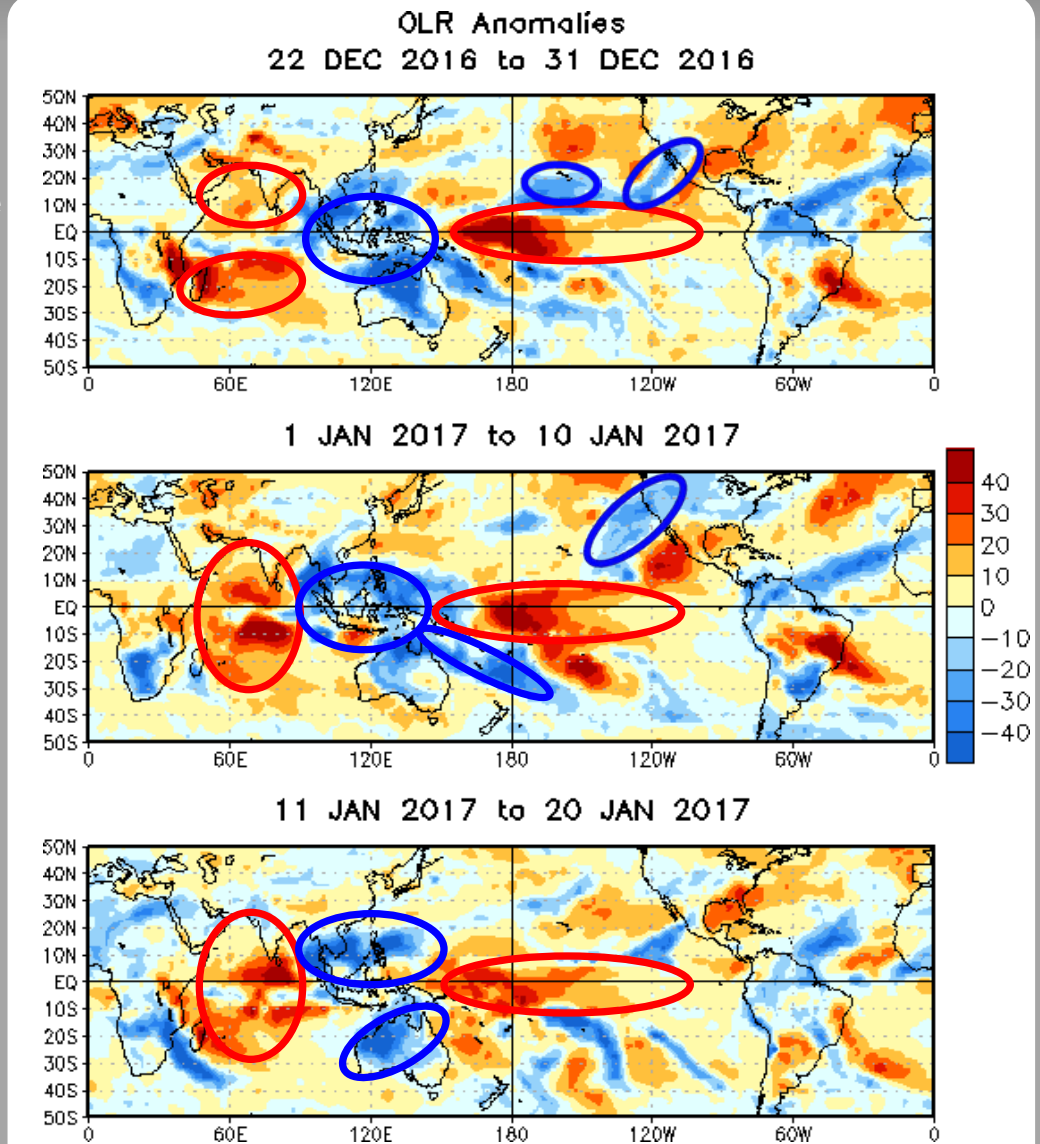 OLR Anomalies
22 DEC 2016 to 31 DEC 2016
50N
40N
30N
20N
10N
EQ
10S
20S
30S
40S
50S
0 60E 120E 180 120W 60W 0
1 JAN 2017 to 10 JAN 2017
50N
40N
30N
20N
10N
EQ
10S
20S
30S
40S
50S
0 60E 120E 180 120W 60W 0
40
30
20
10
0
-10
-20
-30
-40
11 JAN 2017 to 20 JAN 2017
50N
40N
30N
20N
10N
EQ
10S
20S
30S
40S
50S
0 60E 120E 180 120W 60W 0